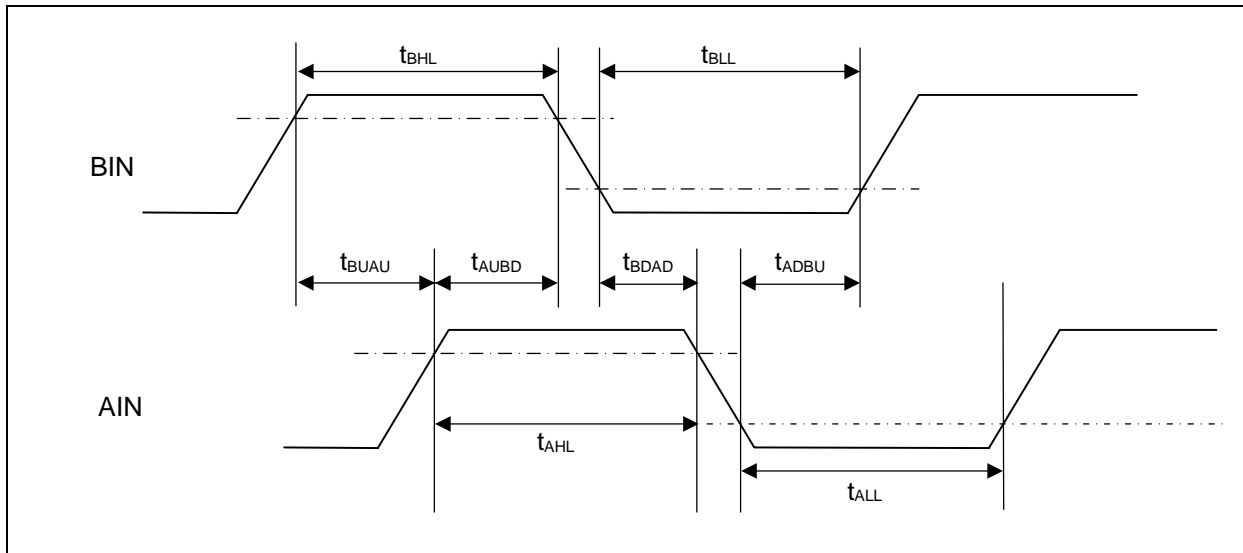 tBHL tBLL
BIN
tBUAU tAUBD tBDAD tADBU
AIN
tAHL
tALL